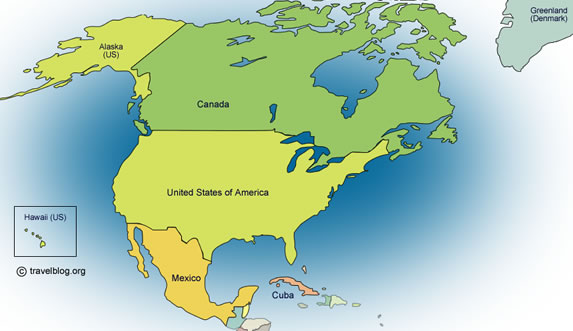 Greenland
(Denmark)
Alaska
(US)
Canada
United States of America
Hawaii (US)
© travelblog.org
Mexico
Cuba